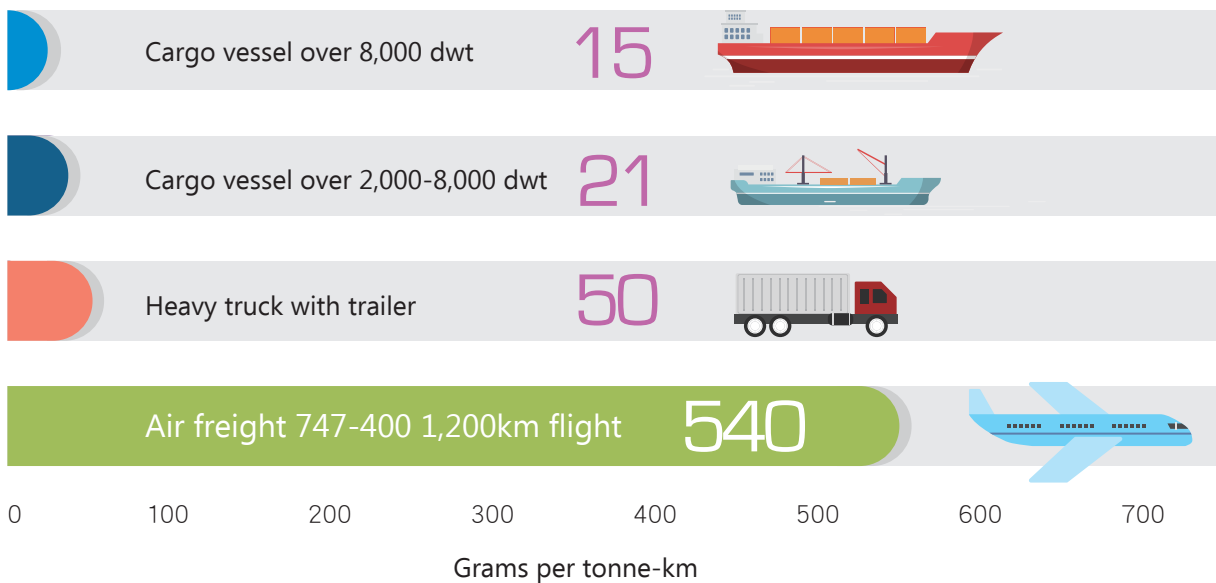 Cargo vessel over 8,000 dwt 15
Cargo vessel over 2,000-8,000 dwt 21
Heavy truck with trailer 50
Air freight 747-400 1,200km flight 540
0 100 200 300 400 500 600 700
Grams per tonne-km